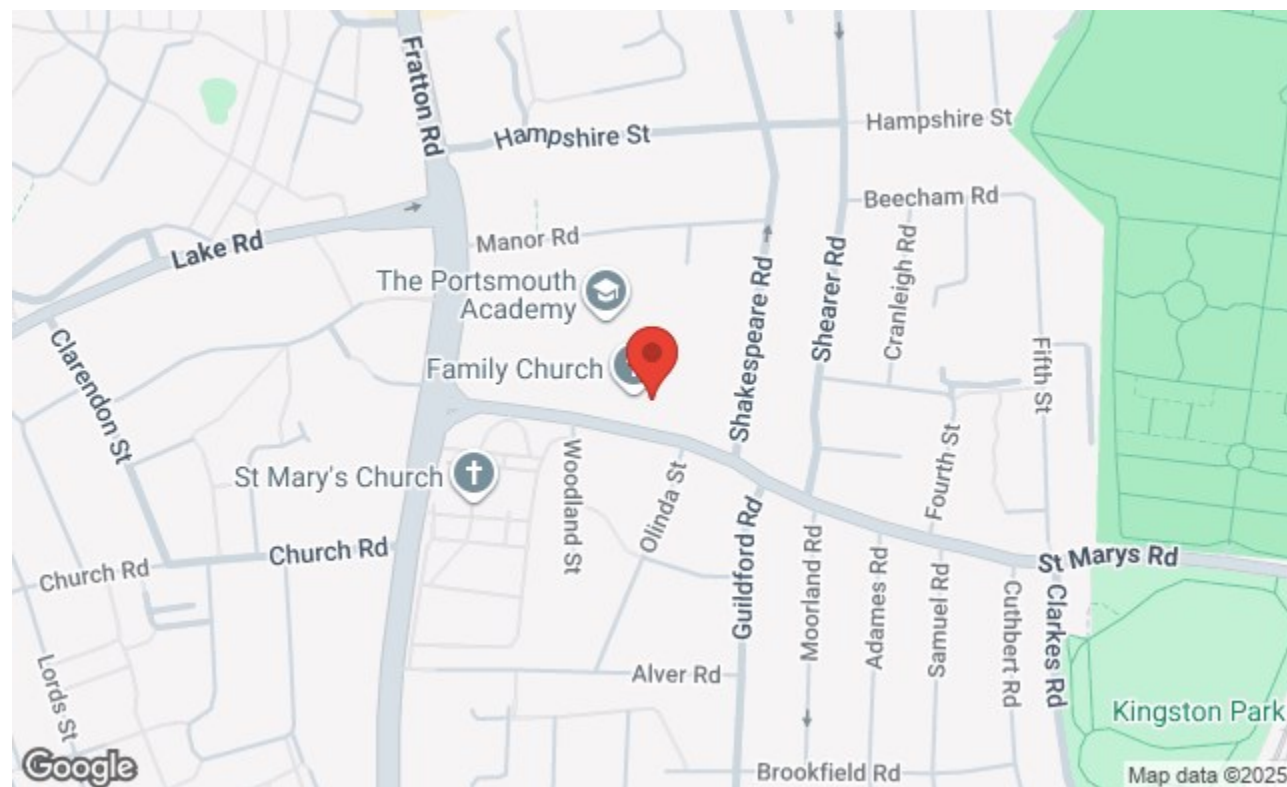 Fratton Rd
Hampshire St
Hampshire St
Beecham Rd
Lake Rd
Manor Rd
Cranleigh Rd
The Portsmouth
Academy
Shakespeare Rd
Shearer Rd
Clarendon St
Family Church
Fifth St
St Mary's Church
Woodland St
Olinda St
Fourth St
Church Rd
Church Rd
Guildford Rd
Moorland Rd
Adames Rd
Samuel Rd
St Marys Rd
Cuthbert Rd
Clarkes Rd
Lords St
Alver Rd
Kingston Park
Google
Brookfield Rd
Map data ©2025